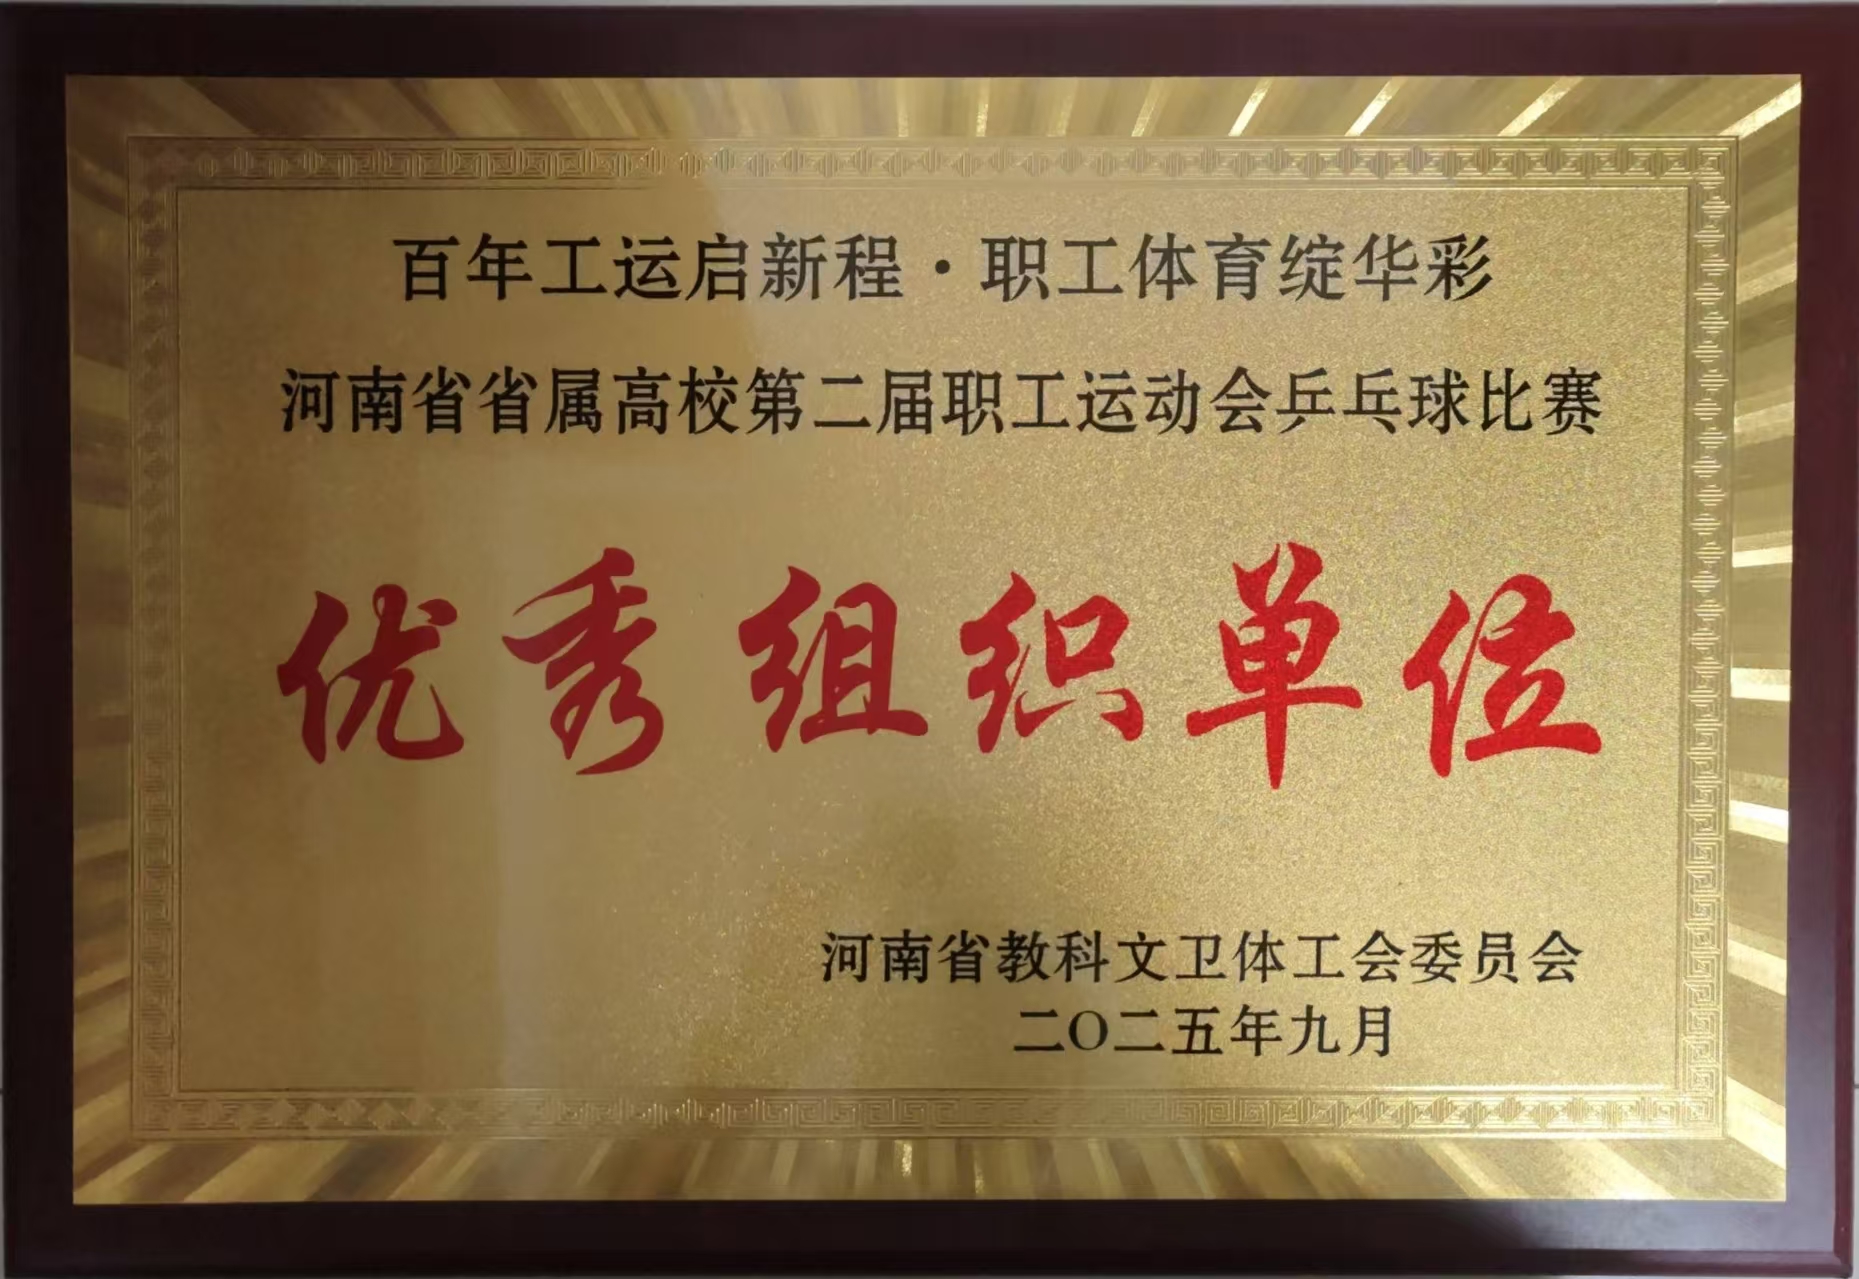 百年工运启新程·职工体育绽华彩
河南省省属高校第二届职工运动会乒乓球比赛
优秀组织单位
河南省教科文卫体工会委员会
二〇二五年九月